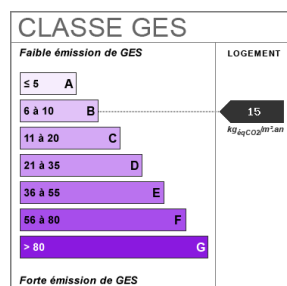 CLASSE GES
Faible émission de GES
LOGEMENT
≤ 5 A
6 à 10 B
15
kgéqCO2/m².an
11 à 20 C
21 à 35 D
36 à 55 E
56 à 80 F
> 80 G
Forte émission de GES